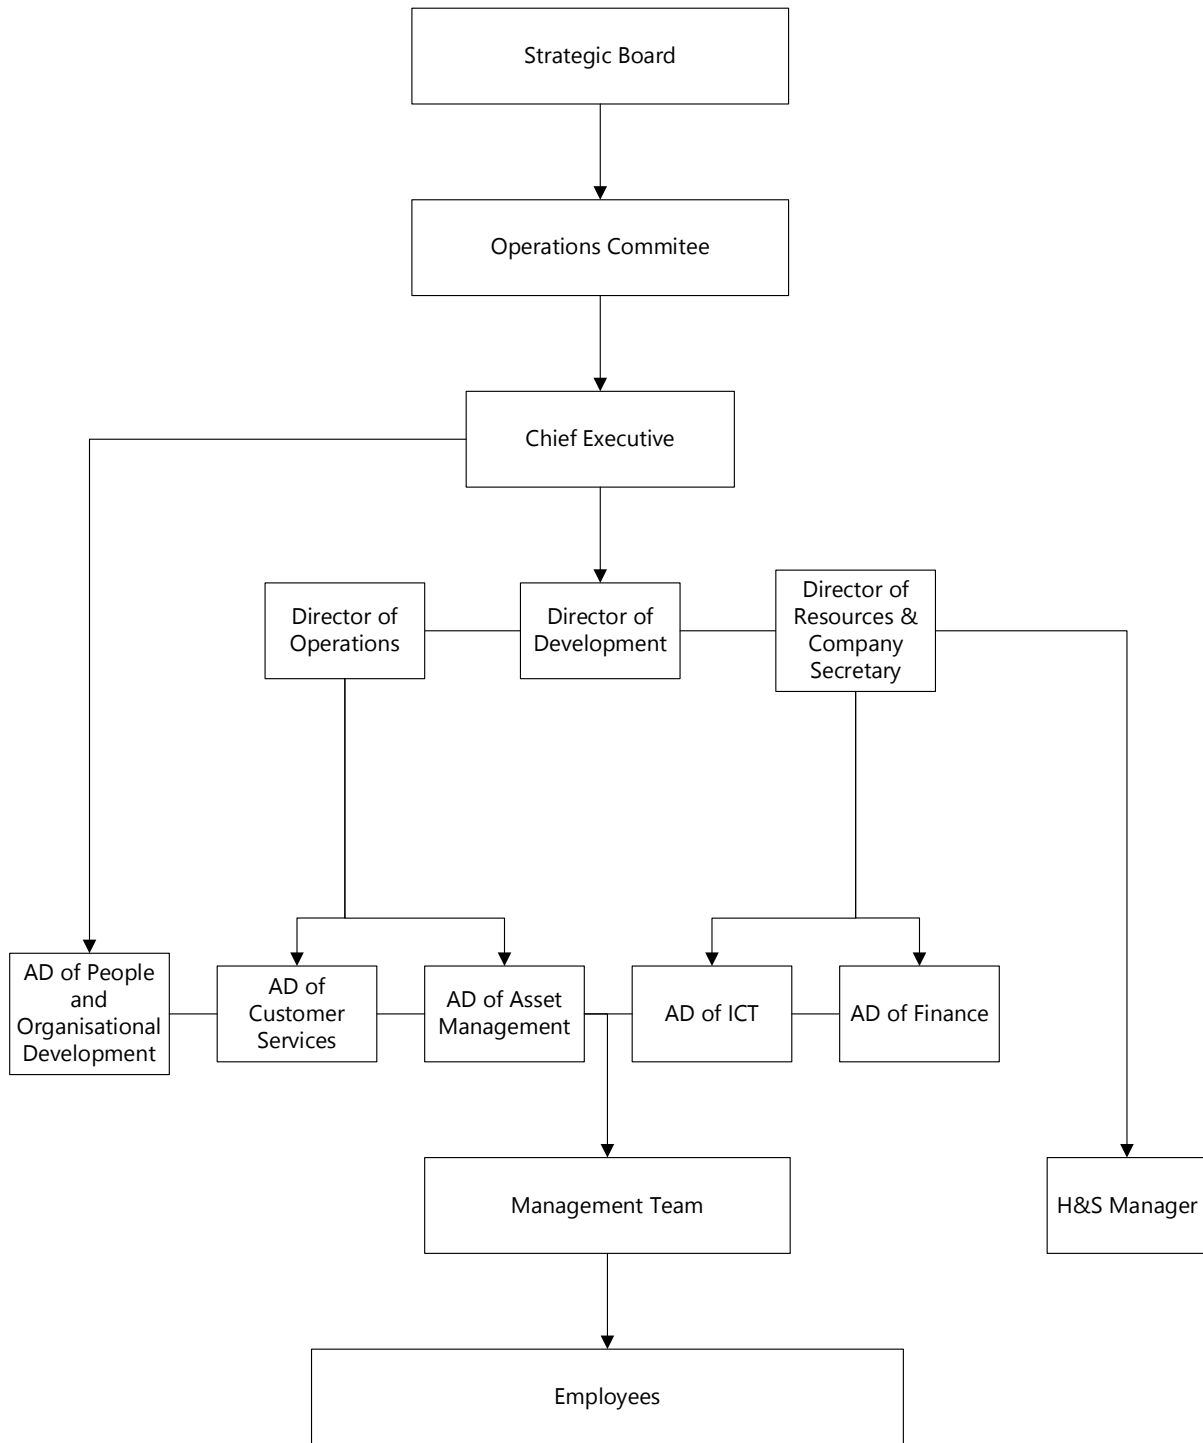 Strategic Board
Operations Commitee
Chief Executive
Director of
Operations
Director of
Development
Director of
Resources &
Company
Secretary
AD of People
and
Organisational
Development
AD of
Customer
Services
AD of Asset
Management
AD of ICT
AD of Finance
Management Team
H&S Manager
Employees